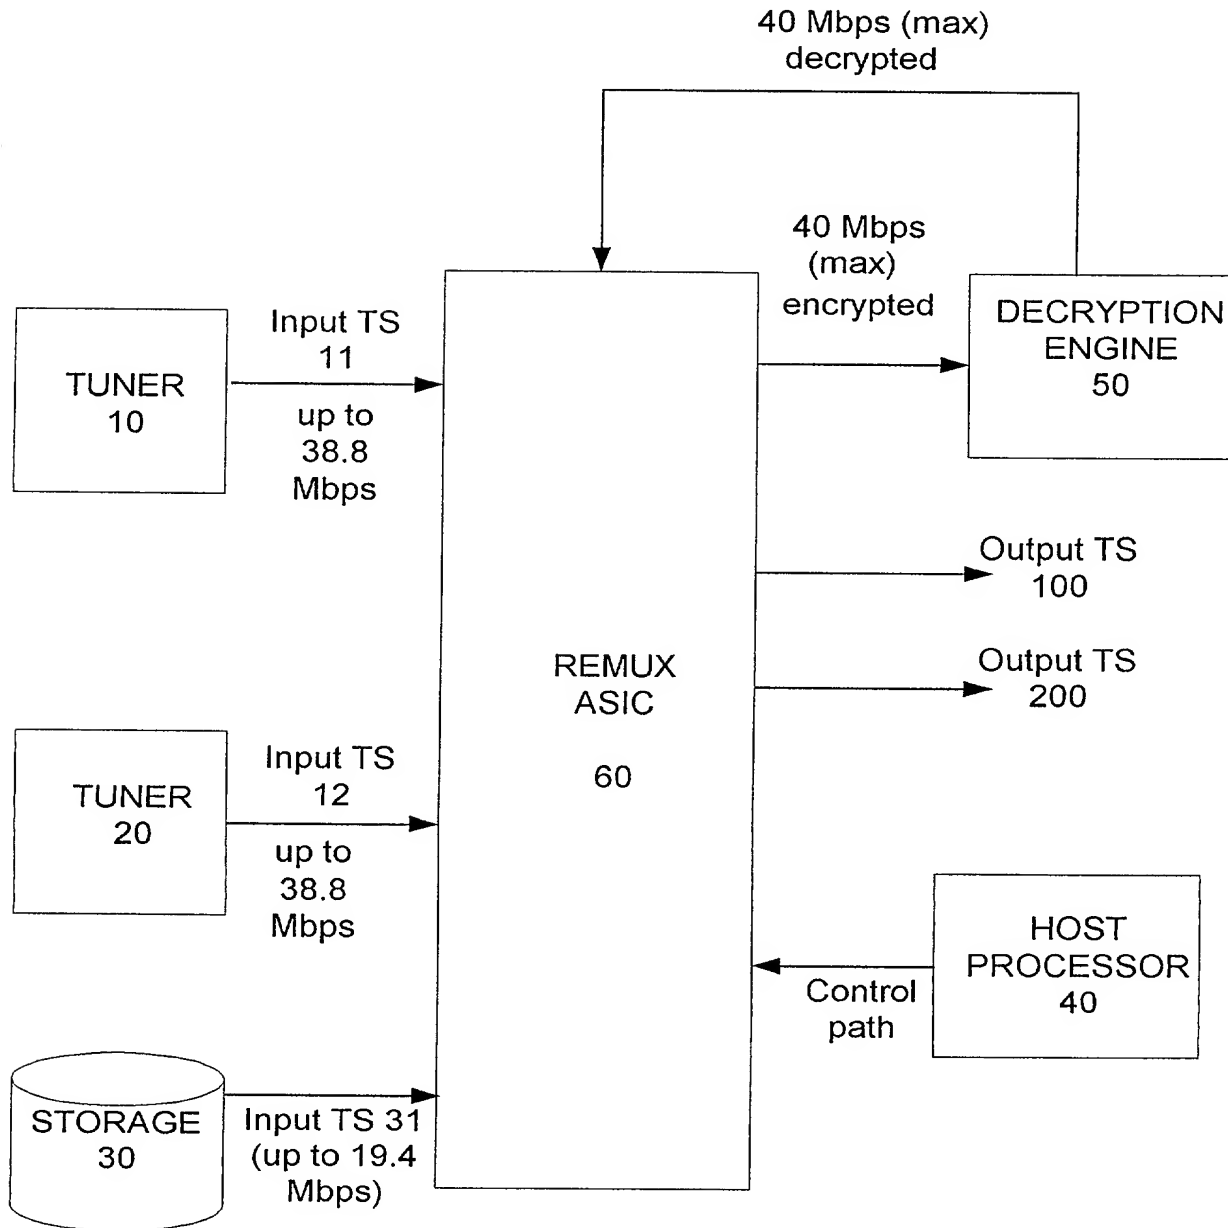 40 Mbps (max)
decrypted
40 Mbps
(max)
encrypted
DECRYPTION
ENGINE
50
TUNER
10
Input TS
11
up to
38.8
Mbps
Output TS
100
Output TS
200
REMUX
ASIC
60
TUNER
20
Input TS
12
up to
38.8
Mbps
HOST
PROCESSOR
40
Control
path
STORAGE
30
Input TS 31
(up to 19.4
Mbps)